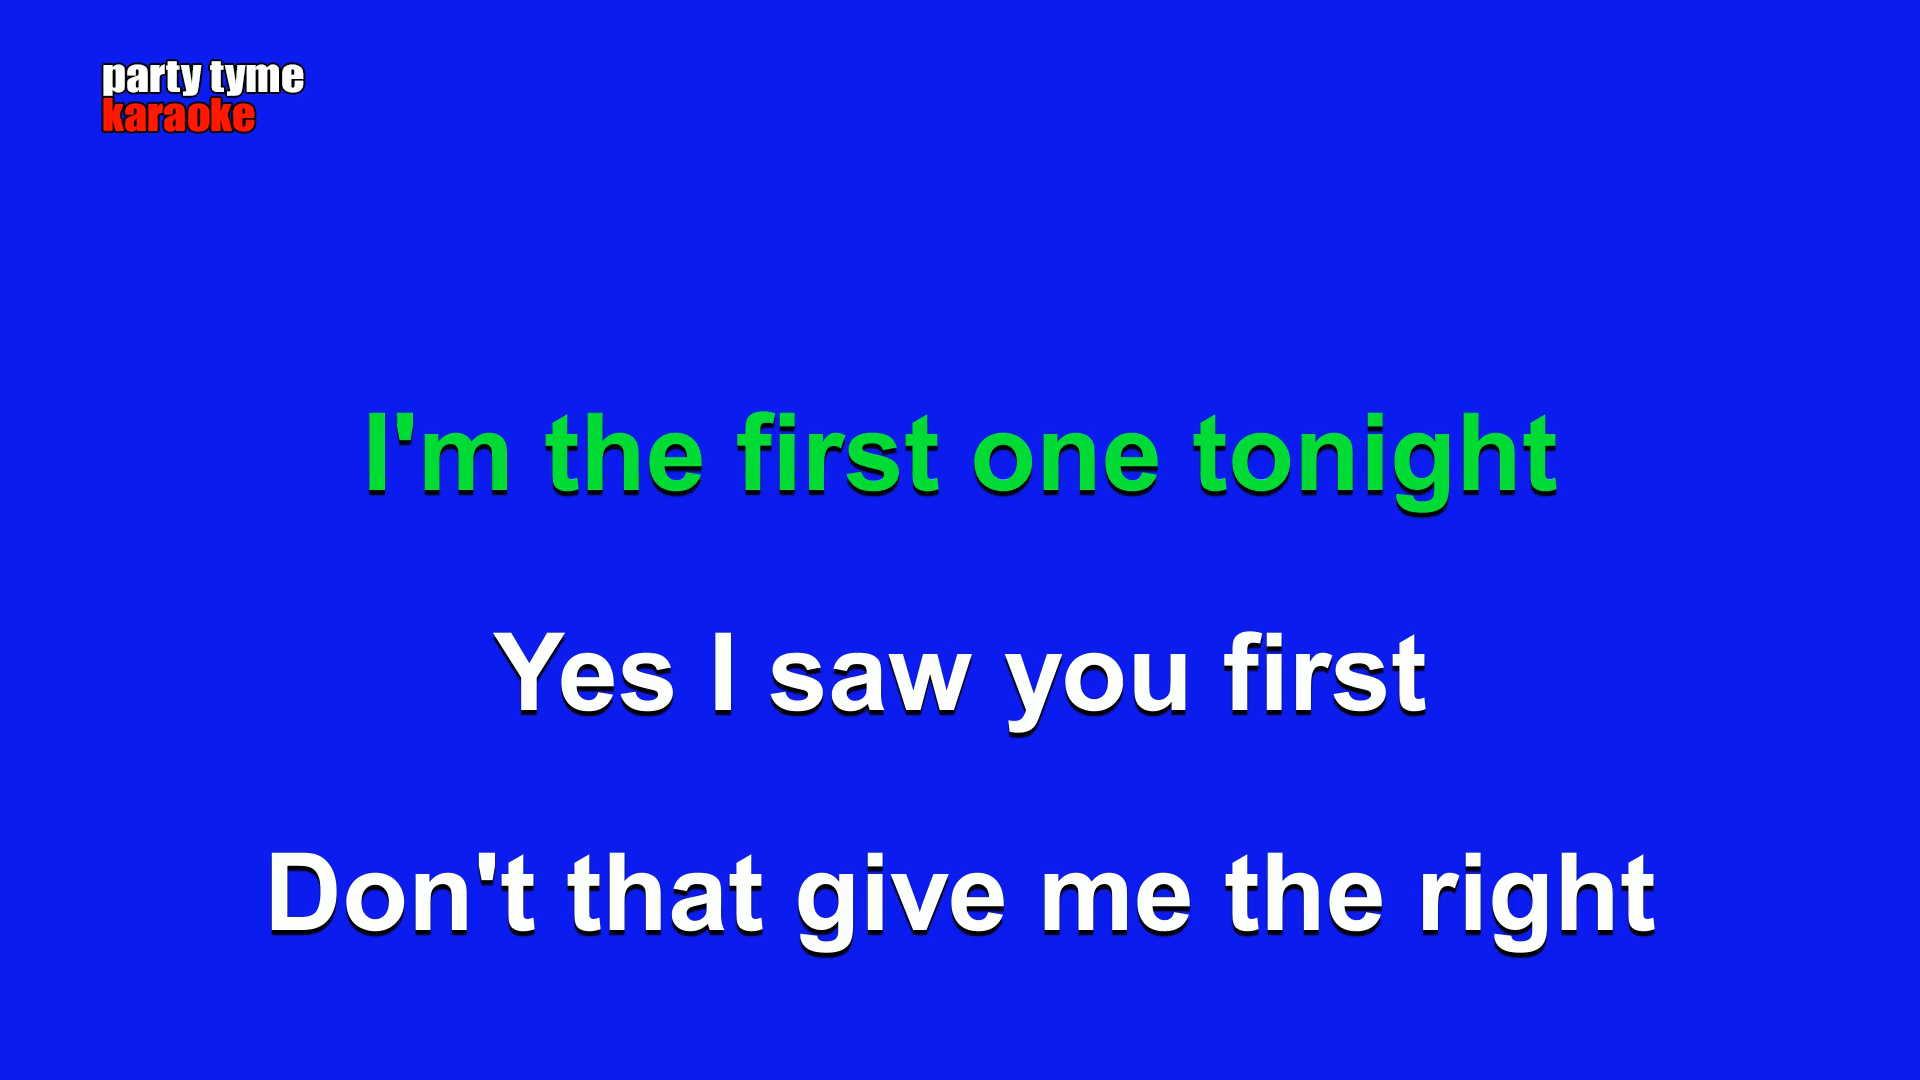 party tyme
karaoke
I'm the first one tonight
Yes I saw you first
Don't that give me the right